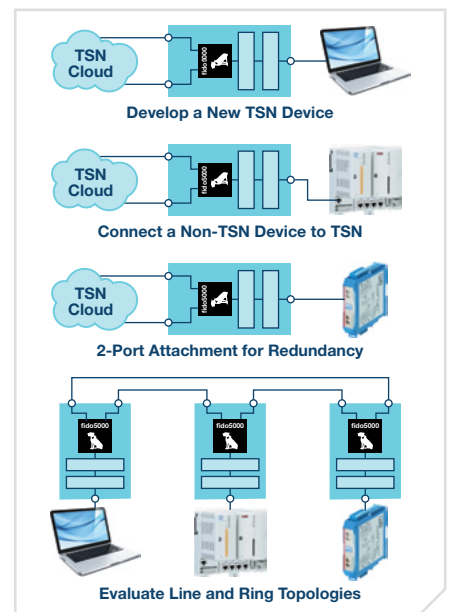 TSN
Cloud
fido5000
Develop a New TSN Device
TSN
Cloud
fido5000
Connect a Non-TSN Device to TSN
TSN
Cloud
fido5000
2-Port Attachment for Redundancy
fido5000
fido5000
fido5000
Evaluate Line and Ring Topologies